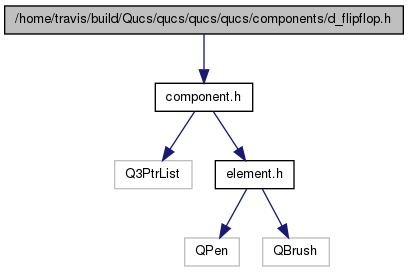 /home/travis/build/Qucs/qucs/qucs/qucs/components/d_flipflop.h
component.h
Q3PtrList
element.h
QPen
QBrush